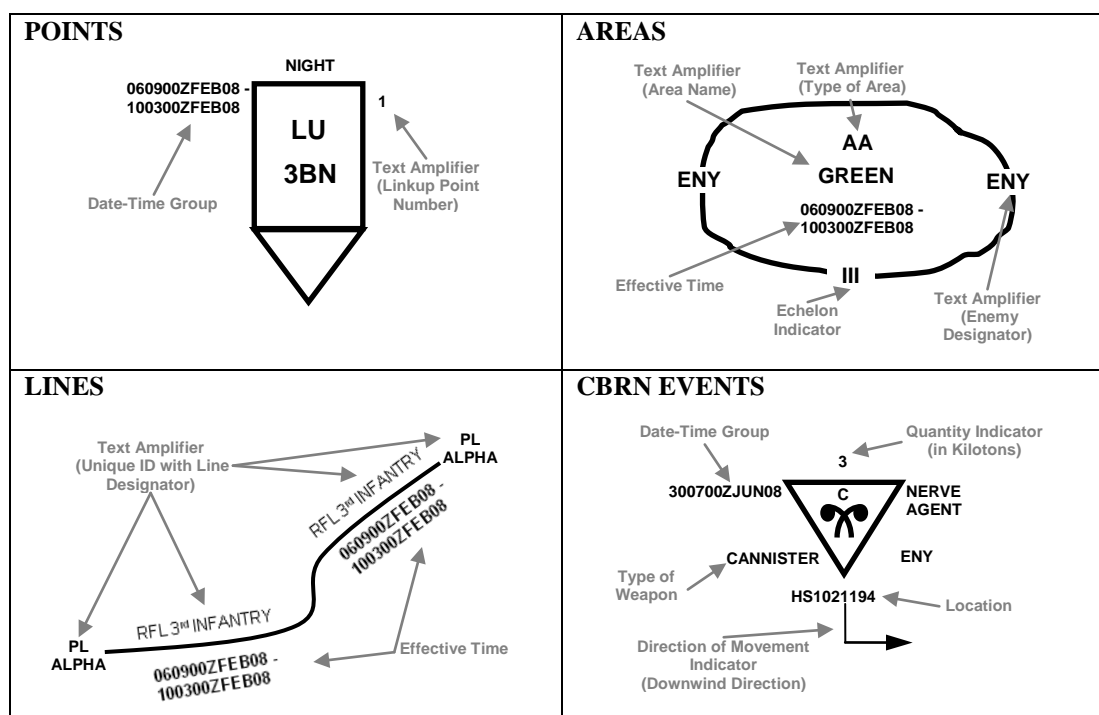 POINTS
NIGHT
060900ZFEB08 -
100300ZFEB08
1
LU
3BN
Date-Time Group
Text Amplifier
(Linkup Point
Number)
AREAS
Text Amplifier
(Area Name)
Text Amplifier
(Type of Area)
AA
ENY
GREEN
ENY
060900ZFEB08 -
100300ZFEB08
Effective Time
III
Echelon
Indicator
Text Amplifier
(Enemy
Designator)
LINES
Text Amplifier
(Unique ID with Line
Designator)
PL
ALPHA
RFL 3rd INFANTRY
060900ZFEB08 -
100300ZFEB08
RFL 3rd INFANTRY
PL
ALPHA
060900ZFEB08 -
100300ZFEB08
Effective Time
CBRN EVENTS
Date-Time Group
Quantity Indicator
(in Kilotons)
3
300700ZJUN08
C
NERVE
AGENT
CANNISTER
ENY
Type of
Weapon
HS1021194
Location
Direction of Movement
Indicator
(Downwind Direction)